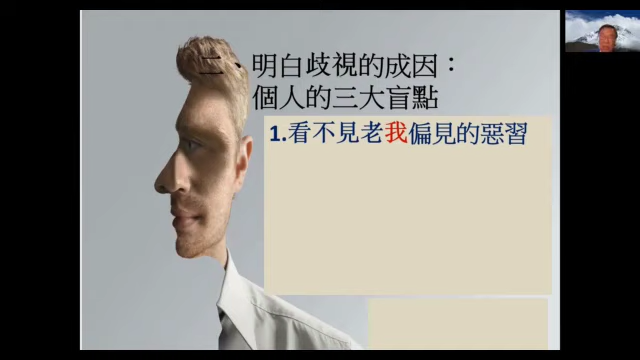 二、明白歧視的成因：
個人的三大盲點
1.看不見老我偏見的惡習